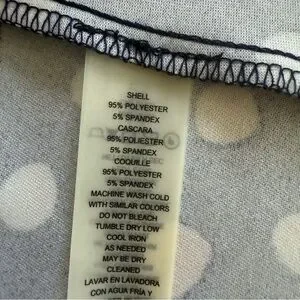 SHELL
95% POLYESTER
5% SPANDEX
CASCARA
95% POLIESTER
5% SPANDEX
COQUILLE
95% POLYESTER
5% SPANDEX
MACHINE WASH COLD
WITH SIMILAR COLORS
DO NOT BLEACH
TUMBLE DRY LOW
COOL IRON
AS NEEDED
MAY BE DRY
CLEANED
LAVAR EN LAVADORA
CON AGUA FRIA Y